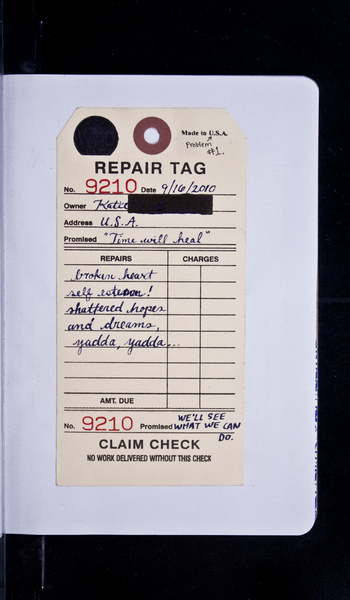 Made in U.S.A.
Problem
#1.
REPAIR TAG
No. 9210 Date 9/16/2010
Owner Katie
Address U.S.A.
Promised "Time will heal"
REPAIRS CHARGES
broken heart
self esteem!
shattered hopes
and dreams,
yadda, yadda...
AMT. DUE
No. 9210 Promised WE'LL SEE
WHAT WE CAN
DO.
CLAIM CHECK
NO WORK DELIVERED WITHOUT THIS CHECK